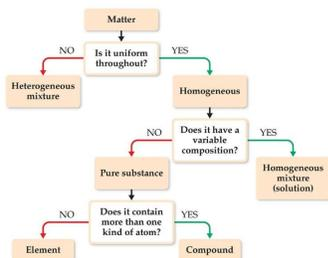 Matter
NO
Is it uniform
throughout?
YES
Heterogeneous
mixture
Homogeneous
NO
Does it have a
variable
composition?
YES
Pure substance
Homogeneous
mixture
(solution)
NO
Does it contain
more than one
kind of atom?
YES
Element
Compound